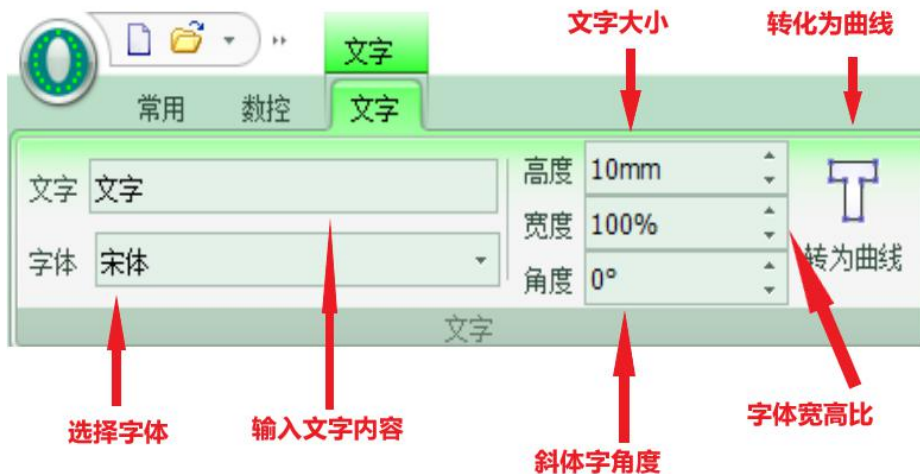 文字大小 转化为曲线
文字
常用 数控 文字
文字 文字 高度 10mm
宽度 100%
字体 宋体 角度 0° 转为曲线
文字
选择字体 输入文字内容 斜体字角度 字体宽高比